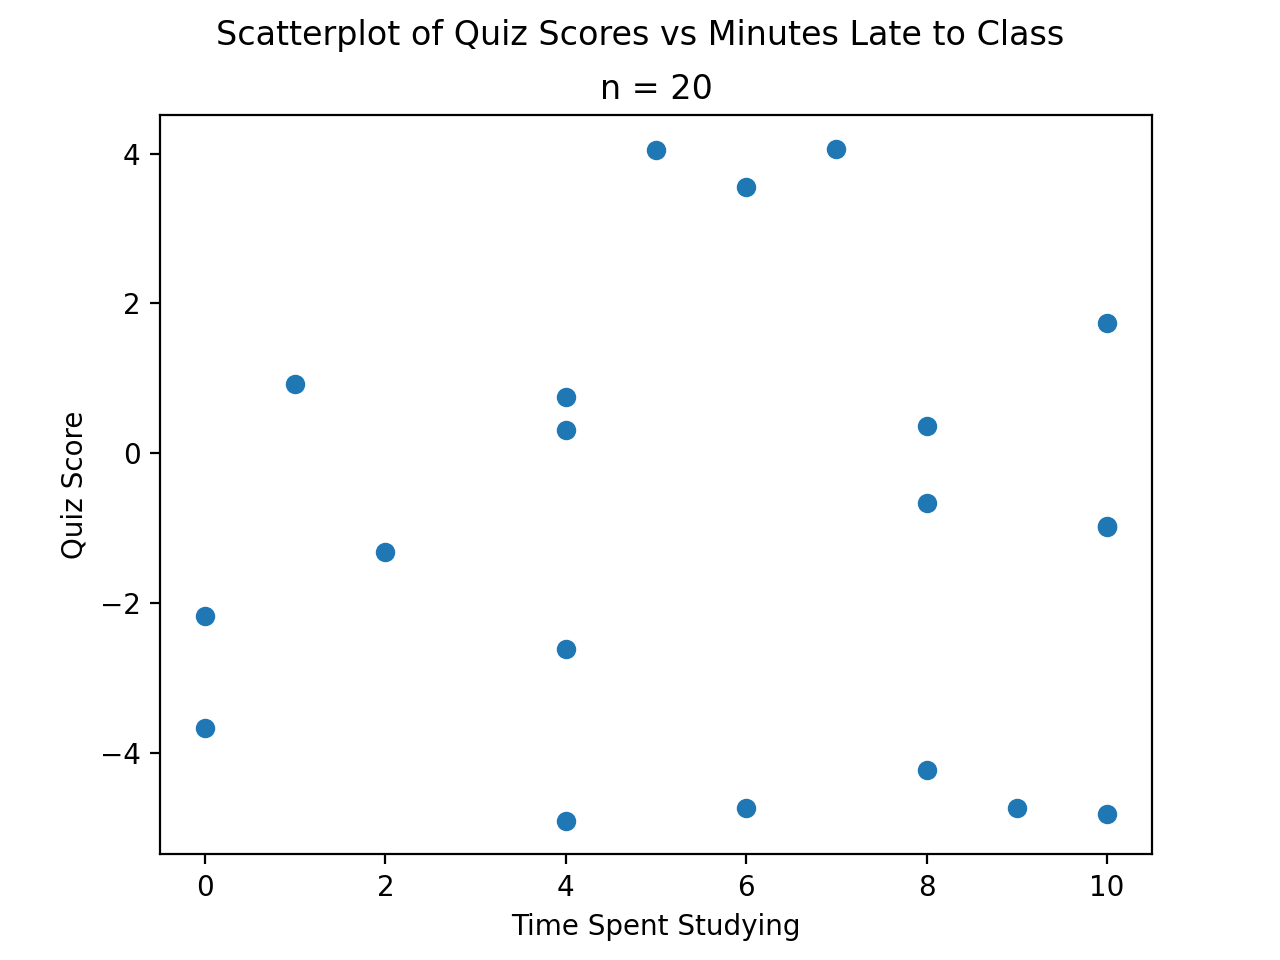 Scatterplot of Quiz Scores vs Minutes Late to Class
n = 20
4
2
0
−2
−4
Quiz Score
0 2 4 6 8 10
Time Spent Studying